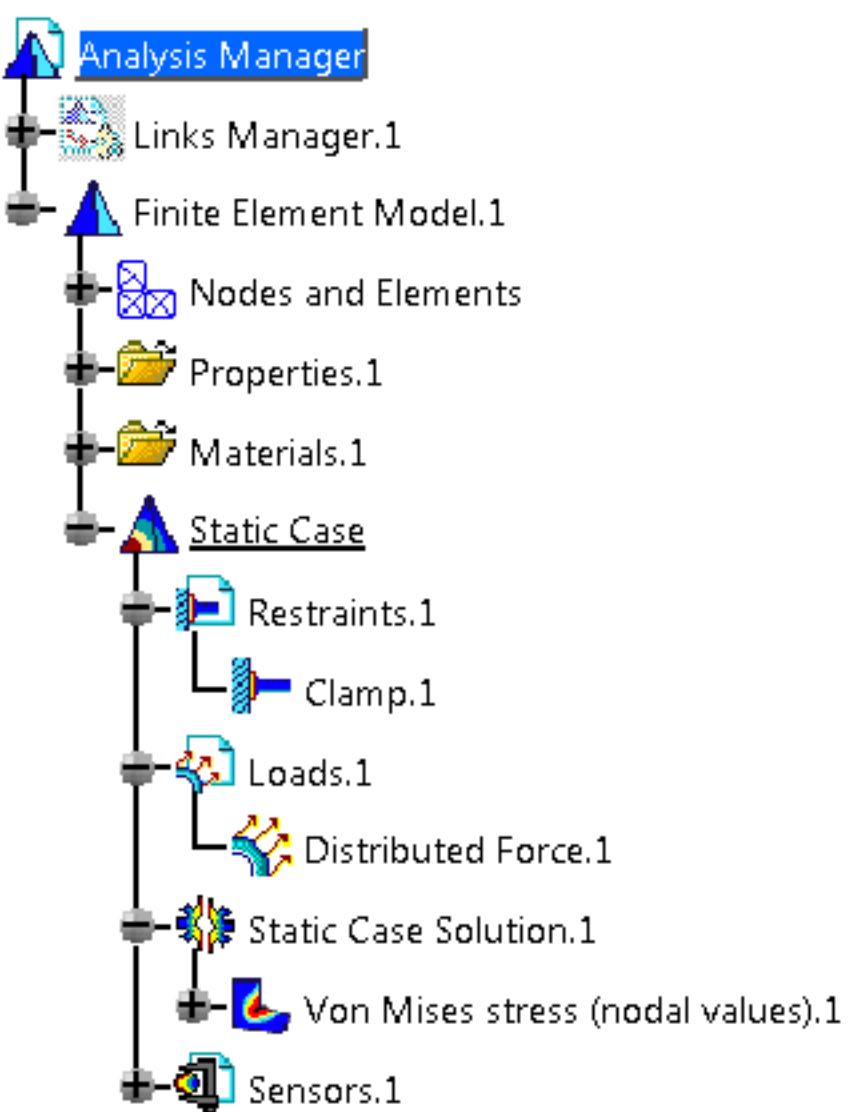 Analysis Manager
Links Manager.1
Finite Element Model.1
Nodes and Elements
Properties.1
Materials.1
Static Case
Restraints.1
Clamp.1
Loads.1
Distributed Force.1
Static Case Solution.1
Von Mises stress (nodal values).1
Sensors.1